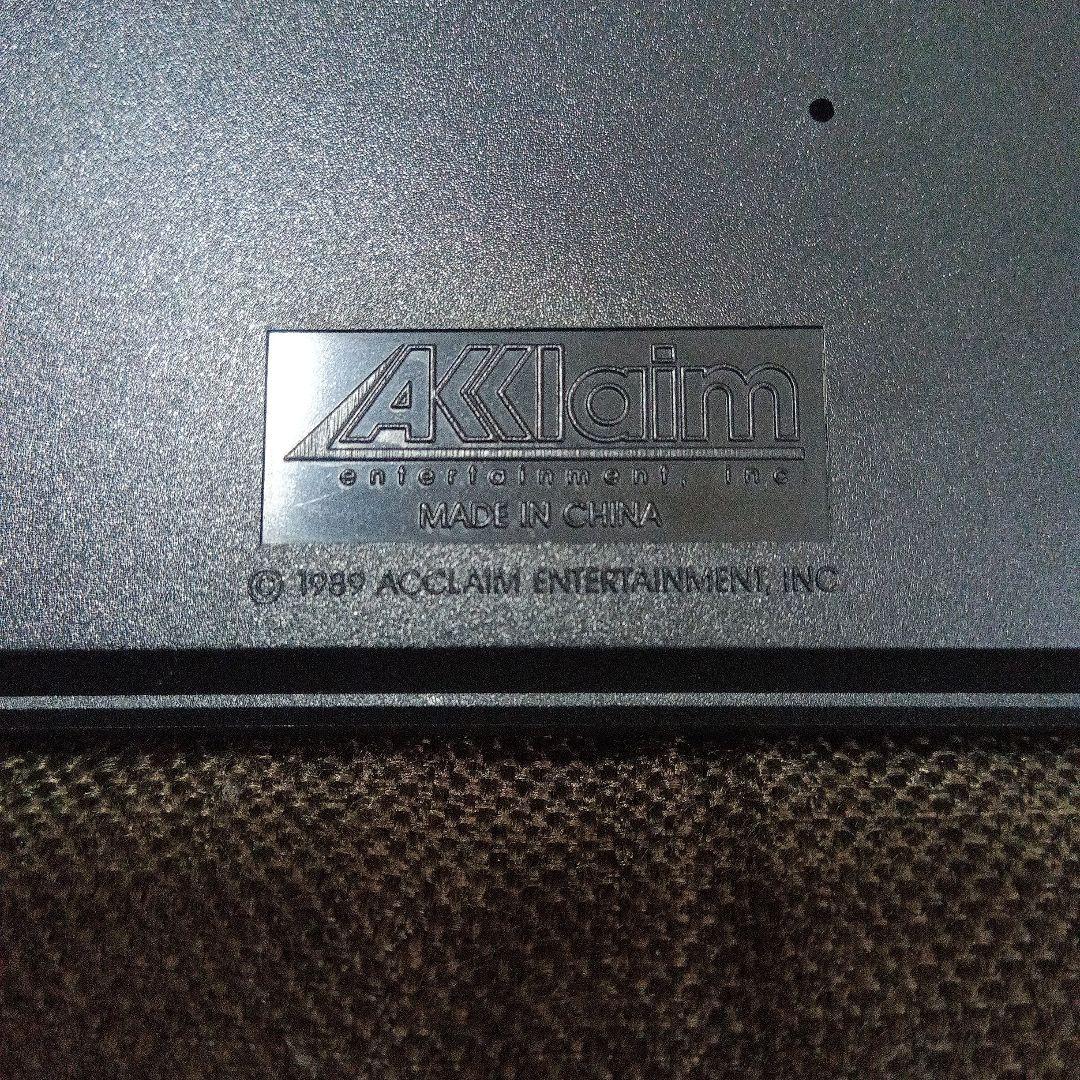 AKKlaim
entertainment, inc
MADE IN CHINA
© 1989 ACCLAIM ENTERTAINMENT, INC